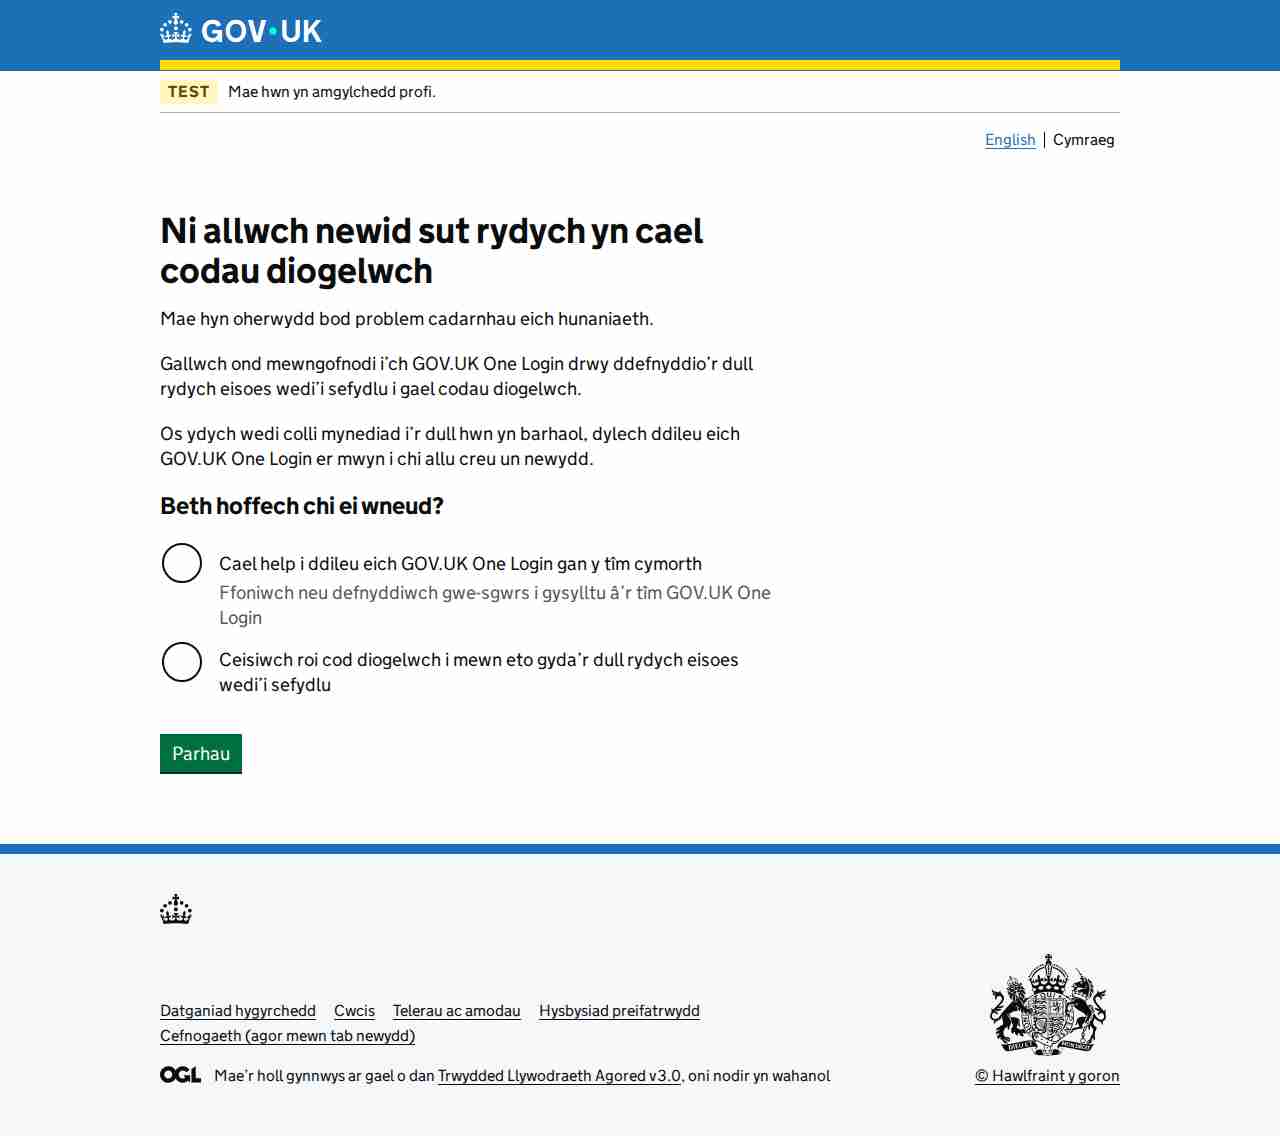 GOV·UK
TEST Mae hwn yn amgylchedd profi.
English Cymraeg
Ni allwch newid sut rydych yn cael
codau diogelwch
Mae hyn oherwydd bod problem cadarnhau eich hunaniaeth.
Gallwch ond mewngofnodi i’ch GOV.UK One Login drwy ddefnyddio’r dull
rydych eisoes wedi’i sefydlu i gael codau diogelwch.
Os ydych wedi colli mynediad i’r dull hwn yn barhaol, dylech ddileu eich
GOV.UK One Login er mwyn i chi allu creu un newydd.
Beth hoffech chi ei wneud?
Cael help i ddileu eich GOV.UK One Login gan y tîm cymorth
Ffoniwch neu defnyddiwch gwe-sgwrs i gysylltu â’r tîm GOV.UK One
Login
Ceisiwch roi cod diogelwch i mewn eto gyda’r dull rydych eisoes
wedi’i sefydlu
Parhau
Datganiad hygyrchedd Cwcis Telerau ac amodau Hysbysiad preifatrwydd
Cefnogaeth (agor mewn tab newydd)
OGL Mae’r holl gynnwys ar gael o dan Trwydded Llywodraeth Agored v3.0, oni nodir yn wahanol
© Hawlfraint y goron